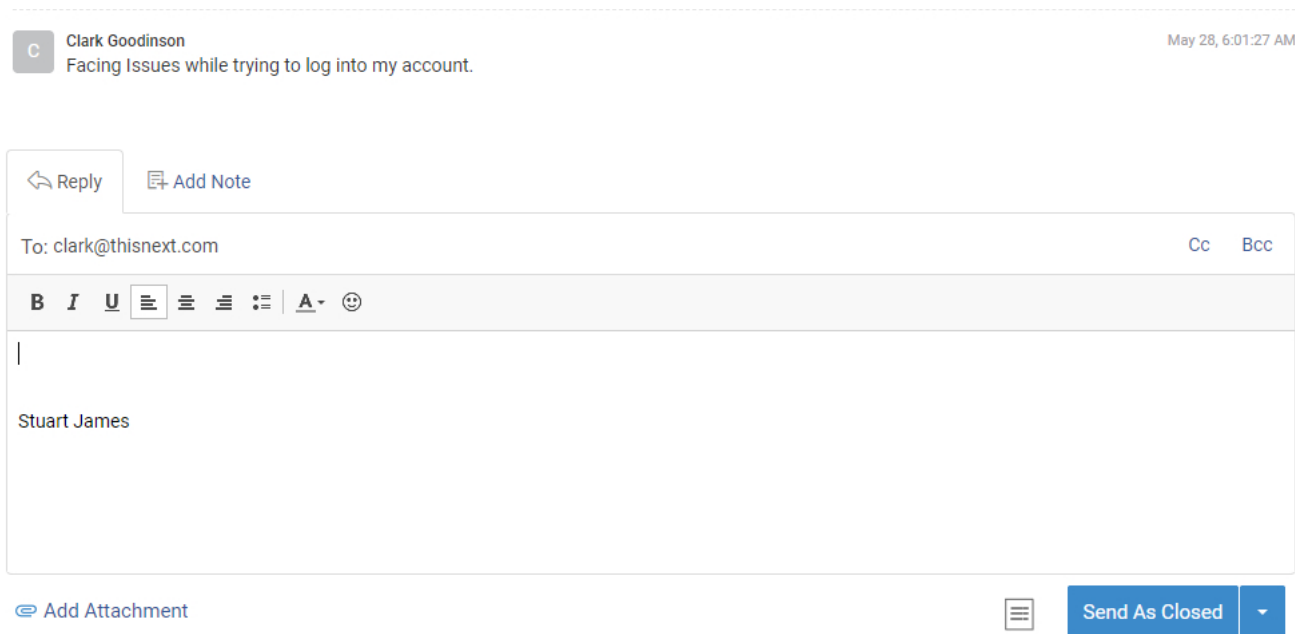 C
Clark Goodinson
May 28, 6:01:27 AM
Facing Issues while trying to log into my account.
Reply
Add Note
To: clark@thisnext.com
Cc
Bcc
B I U A
Stuart James
Add Attachment
Send As Closed